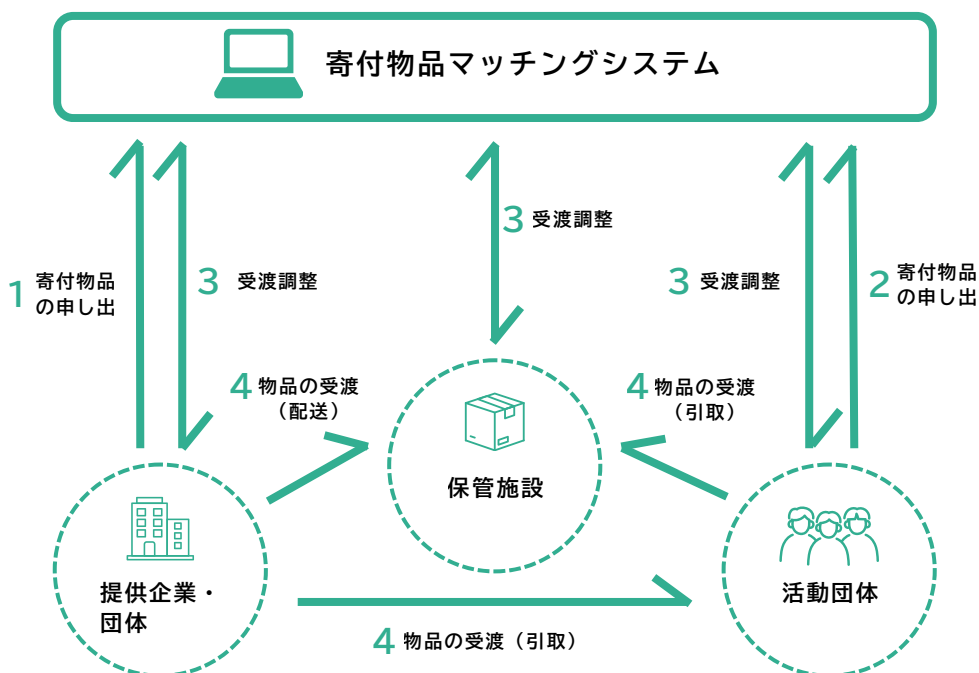 寄付物品マッチングシステム
3 受渡調整
1 寄付物品
の申し出
3 受渡調整
3 受渡調整
2 寄付物品
の申し出
4 物品の受渡
（配送）
4 物品の受渡
（引取）
保管施設
提供企業・
団体
活動団体
4 物品の受渡（引取）